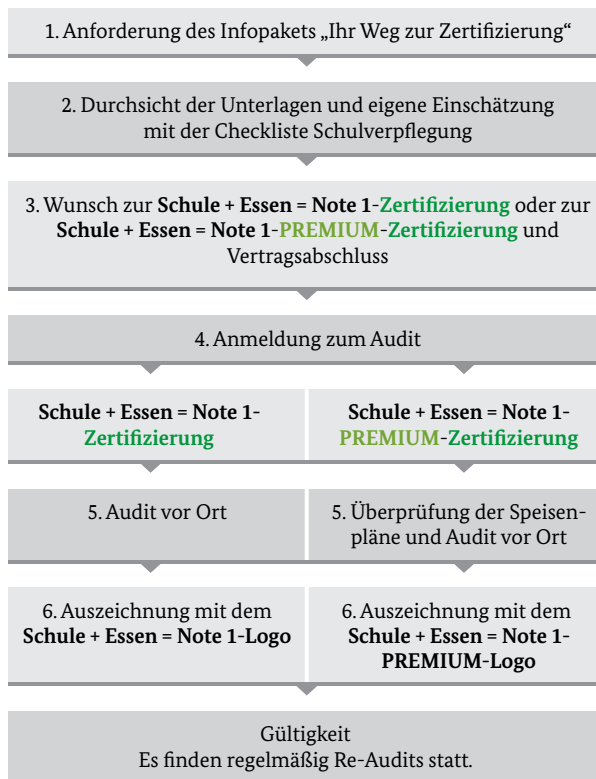 1. Anforderung des Infopakets „Ihr Weg zur Zertifizierung“
2. Durchsicht der Unterlagen und eigene Einschätzung
mit der Checkliste Schulverpflegung
3. Wunsch zur Schule + Essen = Note 1-Zertifizierung oder zur
Schule + Essen = Note 1-PREMIUM-Zertifizierung und
Vertragsabschluss
4. Anmeldung zum Audit
Schule + Essen = Note 1-
Zertifizierung
Schule + Essen = Note 1-
PREMIUM-Zertifizierung
5. Audit vor Ort
5. Überprüfung der Speisen-
pläne und Audit vor Ort
6. Auszeichnung mit dem
Schule + Essen = Note 1-Logo
6. Auszeichnung mit dem
Schule + Essen = Note 1-
PREMIUM-Logo
Gültigkeit
Es finden regelmäßig Re-Audits statt.